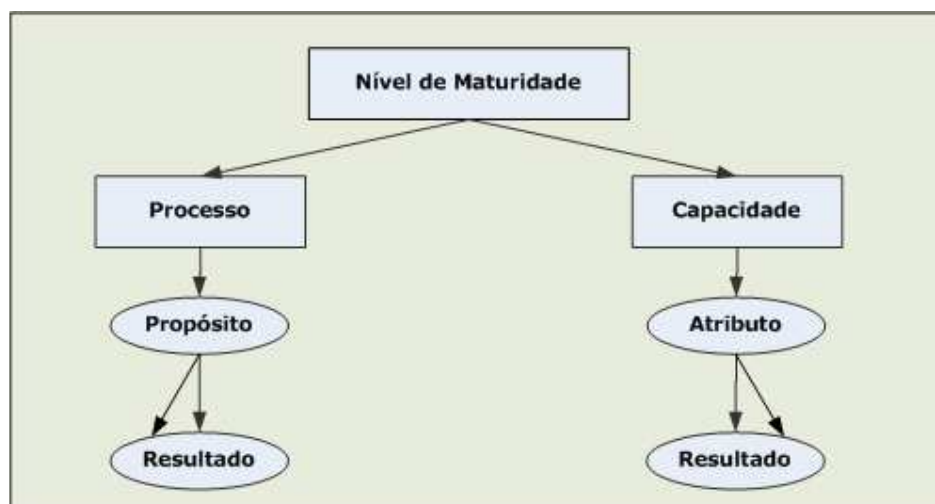 Nível de Maturidade
Processo
Capacidade
Propósito
Atributo
Resultado
Resultado